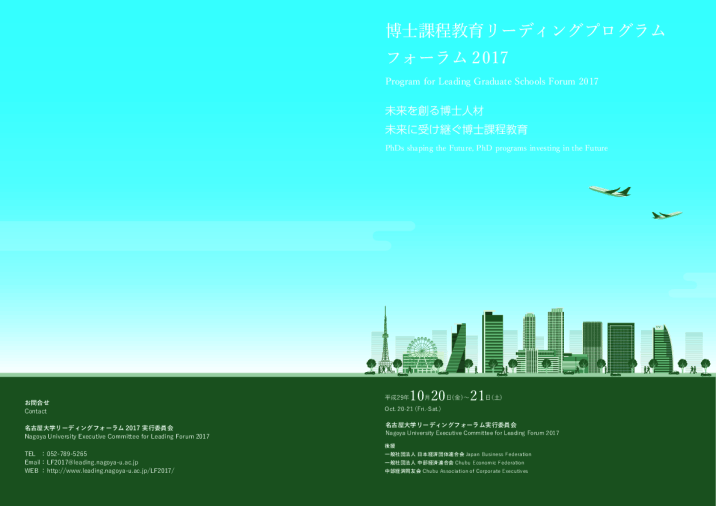 博士課程教育リーディングプログラム
フォーラム 2017
Program for Leading Graduate Schools Forum 2017
未来を創る博士人材
未来に受け継ぐ博士課程教育
PhDs shaping the Future, PhD programs investing in the Future
お問合せ
Contact
名古屋大学リーディングフォーラム 2017 実行委員会
Nagoya University Executive Committee for Leading Forum 2017
TEL : 052-789-5265
Email : LF2017@leading.nagoya-u.ac.jp
WEB : http://www.leading.nagoya-u.ac.jp/LF2017/
平成29年 10月20日(金)~21日(土)
Oct. 20-21 (Fri.-Sat.)
名古屋大学リーディングフォーラム実行委員会
Nagoya University Executive Committee for Leading Forum 2017
後援
一般社団法人 日本経済団体連合会 Japan Business Federation
一般社団法人 中部経済連合会 Chubu Economic Federation
中部経済同友会 Chubu Association of Corporate Executives